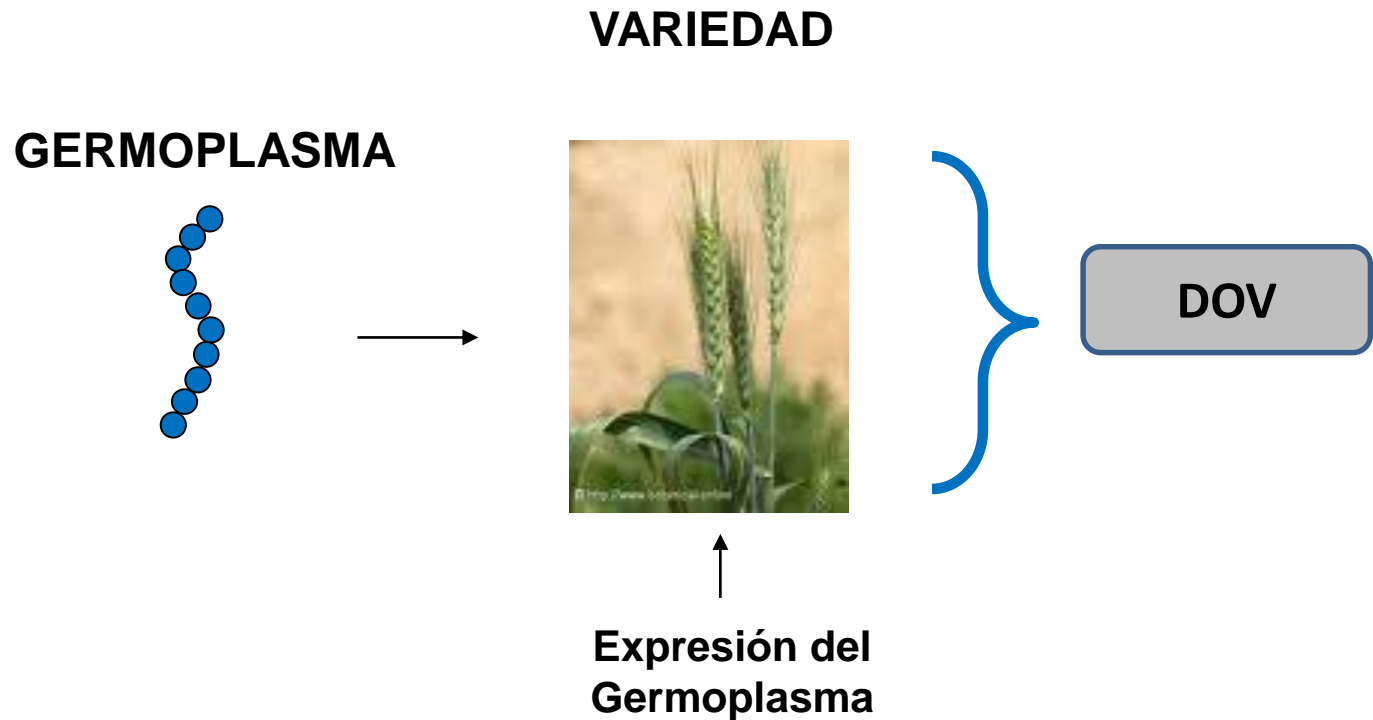 VARIEDAD
GERMOPLASMA
DOV
Expresión del
Germoplasma